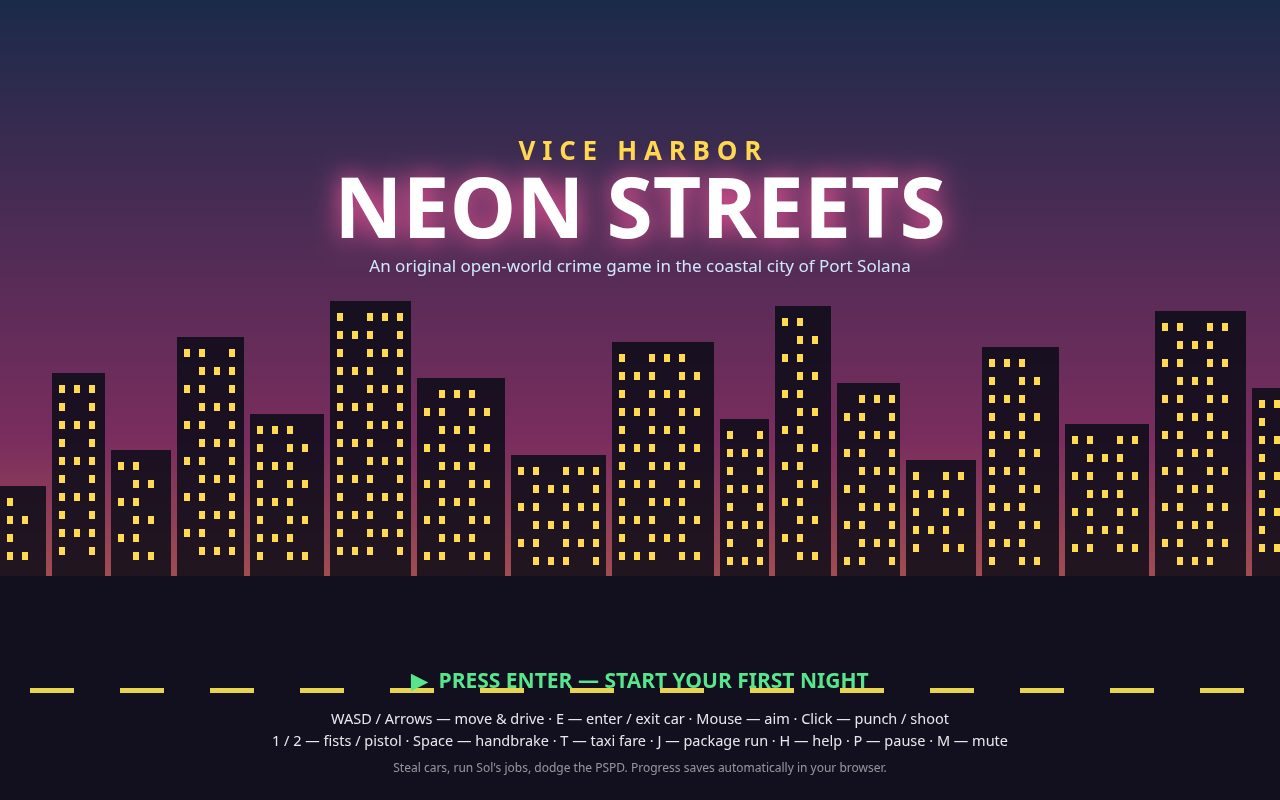 VICE HARBOR
NEON STREETS
An original open-world crime game in the coastal city of Port Solana
▶ PRESS ENTER — START YOUR FIRST NIGHT
WASD / Arrows — move & drive · E — enter / exit car · Mouse — aim · Click — punch / shoot
1 / 2 — fists / pistol · Space — handbrake · T — taxi fare · J — package run · H — help · P — pause · M — mute
Steal cars, run Sol's jobs, dodge the PSPD. Progress saves automatically in your browser.